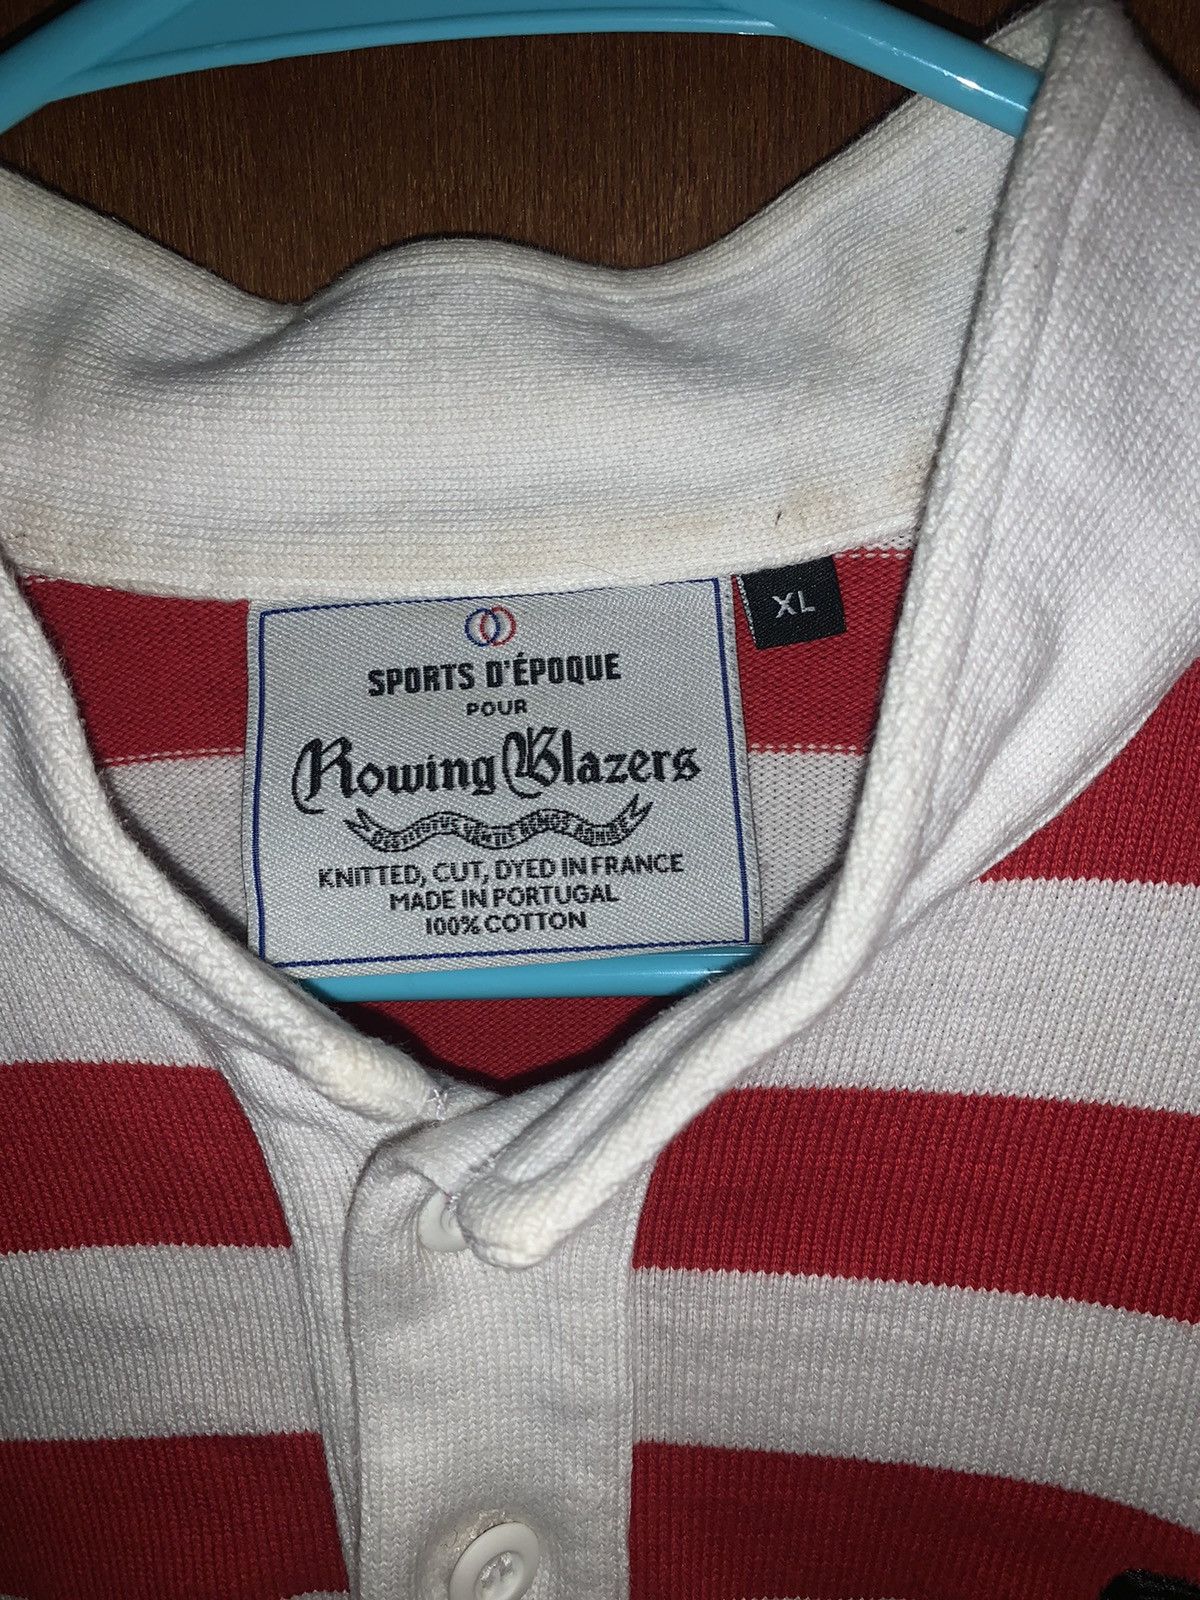 SPORTS D'ÉPOQUE
POUR
Rowing Blazers
KNITTED, CUT, DYED IN FRANCE
MADE IN PORTUGAL
100% COTTON
XL